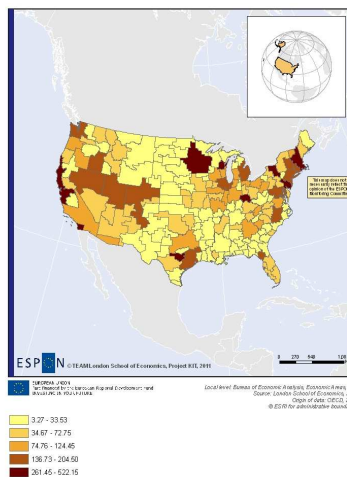 This map does not
necessarily reflect the
opinion of the ESPON
Monitoring Committee
ESPON
© TEAM London School of Economics, Project KIT, 2011
0 270 540
EUROPEAN UNION
Part-financed by the European Regional Development Fund
INVESTING IN YOUR FUTURE
Local level: Bureau of Economic Analysis, Economic Areas,
Source: London School of Economics,
Origin of data: OECD,
© ESRI for administrative
3.27 - 33.53
34.67 - 72.75
74.76 - 124.45
136.73 - 204.50
261.45 - 522.15